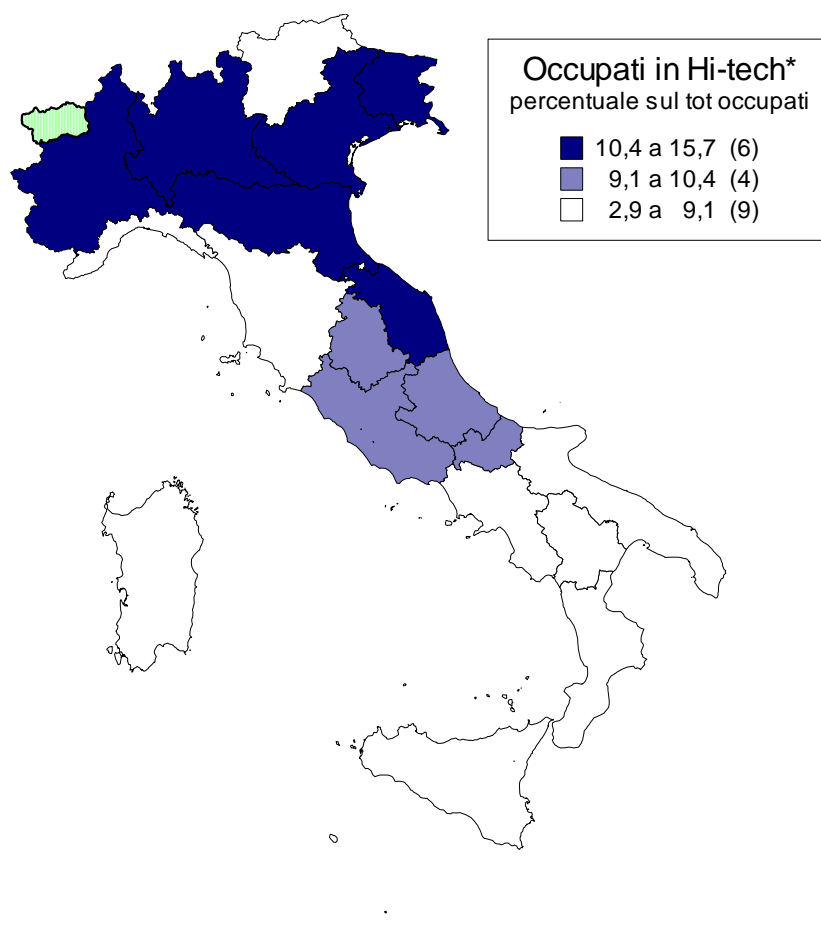 Occupati in Hi-tech*
percentuale sul tot occupati
10,4 a 15,7 (6)
9,1 a 10,4 (4)
2,9 a 9,1 (9)